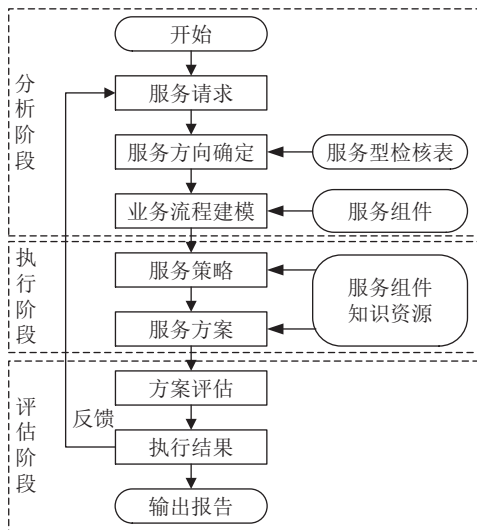 开始
分析阶段
服务请求
服务方向确定
服务型检核表
业务流程建模
服务组件
执行阶段
服务策略
服务组件
知识资源
服务方案
评估阶段
方案评估
反馈
执行结果
输出报告